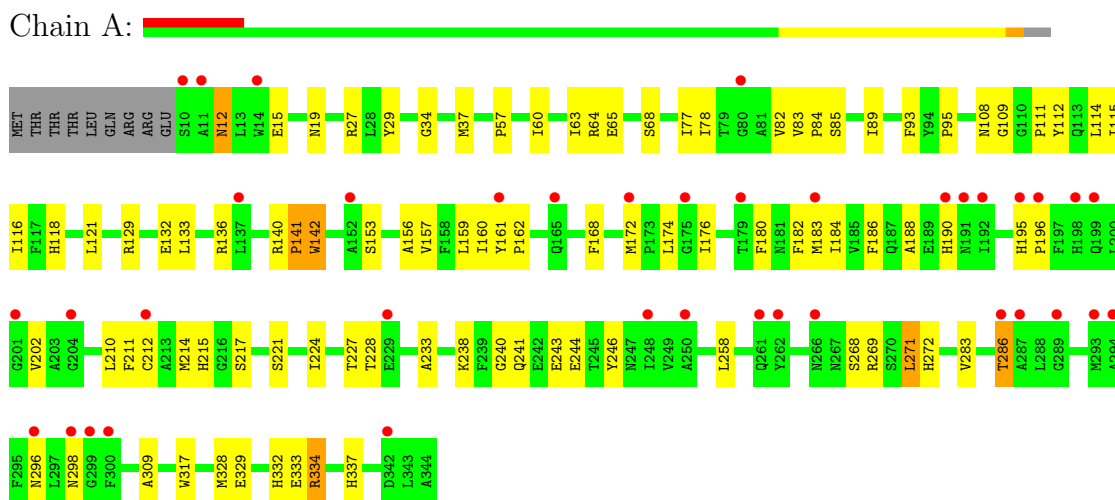 Chain A:
MET THR THR THR LEU GLN ARG ARG GLU S10 A11 N12 L13 W14 E15 N19 R27 L28 Y29 G34 M37 P57 I60 I63 R64 E65 S68 I77 I78 T79 G80 A81 V82 V83 P84 S85 I89 F93 Y94 P95 N108 G109 G110 P111 Y112 Q113 L114 I115
I116 F117 H118 L121 R129 E132 L133 R136 L137 R140 P141 W142 A152 S153 A156 V157 F158 L159 I160 Y161 P162 Q165 F168 M172 P173 L174 G175 I176 T179 F180 N181 F182 M183 I184 V185 F186 Q187 A188 E189 H190 N191 I192 H195 P196 F197 H198 Q199 L200
G201 V202 A203 G204 L210 F211 C212 A213 M214 H215 G216 S217 S221 I224 T227 T228 E229 A233 K238 F239 G240 Q241 E242 E243 E244 T245 Y246 N247 I248 V249 A250 L258 Q261 Y262 N266 N267 S268 R269 S270 L271 H272 V283 T286 A287 L288 G289 M293 A294
F295 N296 L297 N298 G299 F300 A309 W317 M328 E329 H332 E333 R334 H337 D342 L343 A344